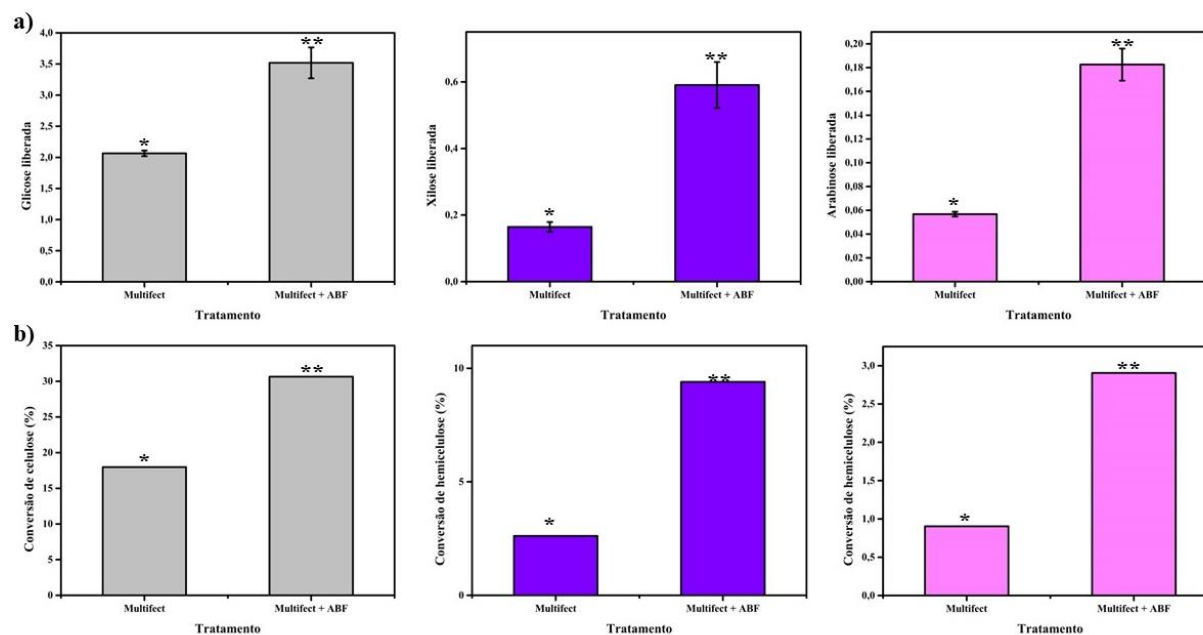 a)
Glicose liberada
4,0
3,5
3,0
2,5
2,0
1,5
1,0
0,5
0,0
*
**
Multifect
Multifect + ABF
Tratamento
Xilose liberada
0,6
0,4
0,2
0,0
*
**
Multifect
Multifect + ABF
Tratamento
Arabinose liberada
0,20
0,18
0,16
0,14
0,12
0,10
0,08
0,06
0,04
0,02
0,00
*
**
Multifect
Multifect + ABF
Tratamento
b)
Conversão de celulose (%)
35
30
25
20
15
10
5
0
*
**
Multifect
Multifect + ABF
Tratamento
Conversão de hemicelulose (%)
10
5
0
*
**
Multifect
Multifect + ABF
Tratamento
Conversão de hemicelulose (%)
3,0
2,5
2,0
1,5
1,0
0,5
0,0
*
**
Multifect
Multifect + ABF
Tratamento